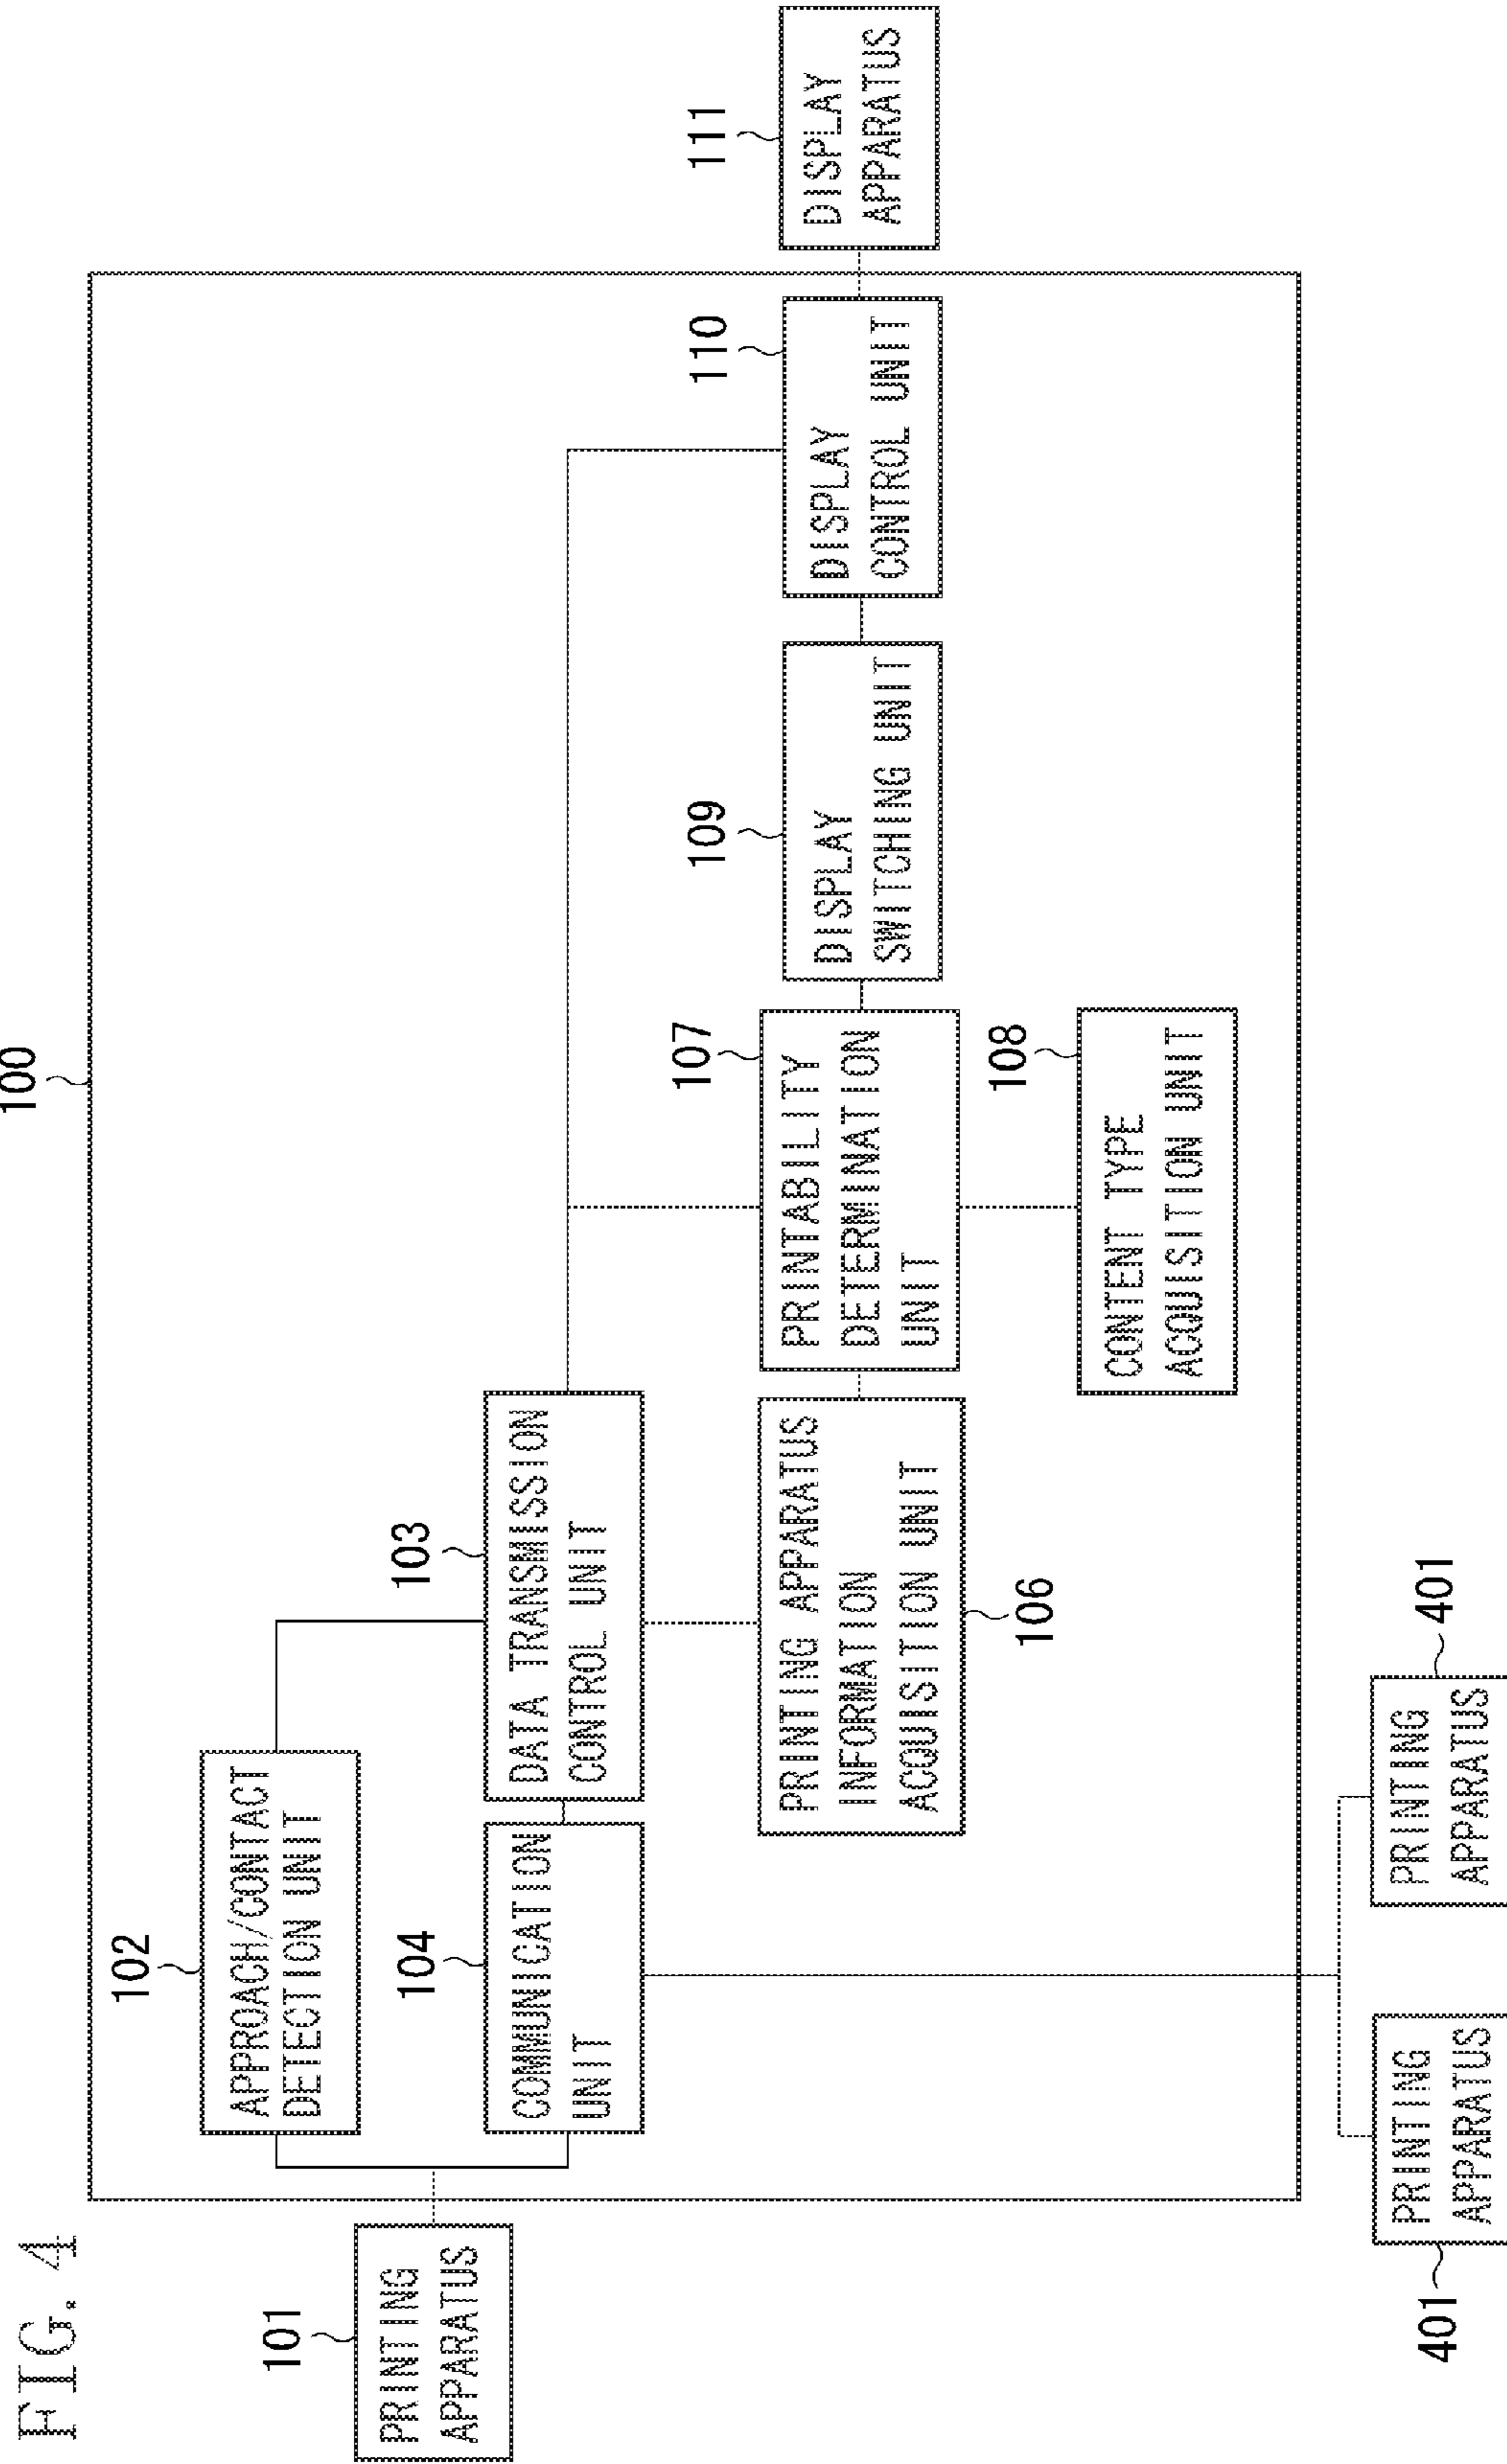 FIG. 4
100
101
PRINTING
APPARATUS
102
APPROACH/CONTACT
DETECTION UNIT
103
DATA TRANSMISSION
CONTROL UNIT
104
COMMUNICATION
UNIT
PRINTING APPARATUS
INFORMATION
ACQUISITION UNIT
106
107
PRINTABILITY
DETERMINATION
UNIT
108
CONTENT TYPE
ACQUISITION UNIT
109
DISPLAY
SWITCHING UNIT
110
DISPLAY
CONTROL UNIT
111
DISPLAY
APPARATUS
401
PRINTING
APPARATUS
401
PRINTING
APPARATUS